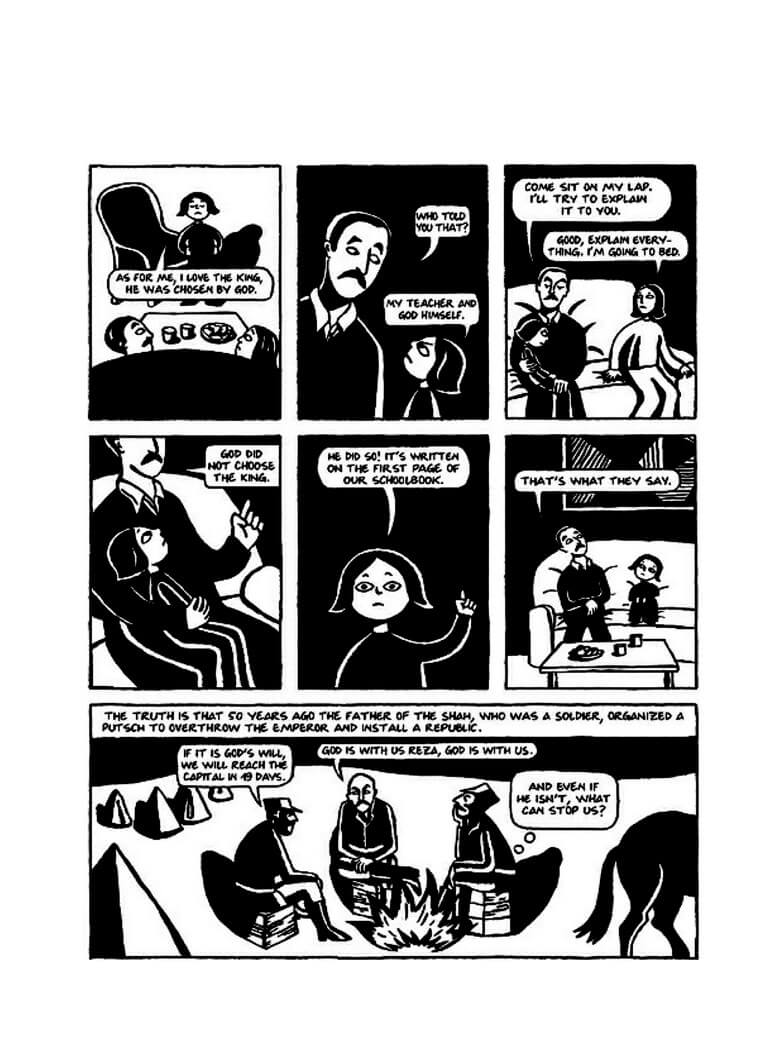 AS FOR ME, I LOVE THE KING,
HE WAS CHOSEN BY GOD.
WHO TOLD
YOU THAT?
MY TEACHER AND
GOD HIMSELF.
COME SIT ON MY LAP.
I'LL TRY TO EXPLAIN
IT TO YOU.
GOOD, EXPLAIN EVERY-
THING. I'M GOING TO BED.
GOD DID
NOT CHOOSE
THE KING.
HE DID SO! IT'S WRITTEN
ON THE FIRST PAGE OF
OUR SCHOOLBOOK.
THAT'S WHAT THEY SAY.
THE TRUTH IS THAT 50 YEARS AGO THE FATHER OF THE SHAH, WHO WAS A SOLDIER, ORGANIZED A
PUTSCH TO OVERTHROW THE EMPEROR AND INSTALL A REPUBLIC.
IF IT IS GOD'S WILL,
WE WILL REACH THE
CAPITAL IN 19 DAYS.
GOD IS WITH US REZA, GOD IS WITH US.
AND EVEN IF
HE ISN'T, WHAT
CAN STOP US?